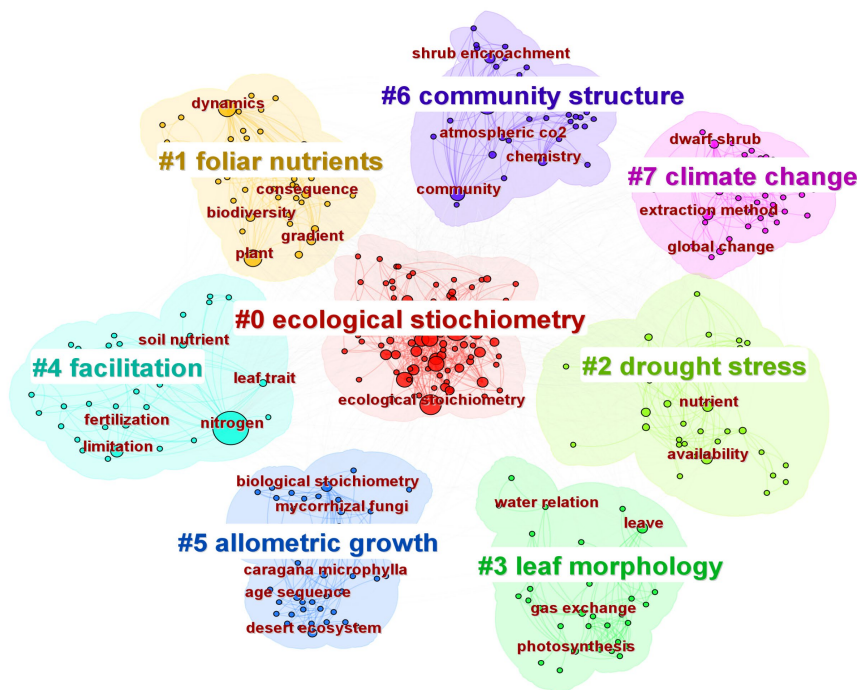 shrub encroachment
#6 community structure
atmospheric co2
chemistry
community
dynamics
#1 foliar nutrients
consequence
biodiversity
gradient
plant
dwarf shrub
#7 climate change
extraction method
global change
#0 ecological stiochiometry
ecological stoichiometry
soil nutrient
#4 facilitation
leaf trait
fertilization
nitrogen
limitation
#2 drought stress
nutrient
availability
biological stoichiometry
mycorrhizal fungi
#5 allometric growth
caragana microphylla
age sequence
desert ecosystem
water relation
leave
#3 leaf morphology
gas exchange
photosynthesis